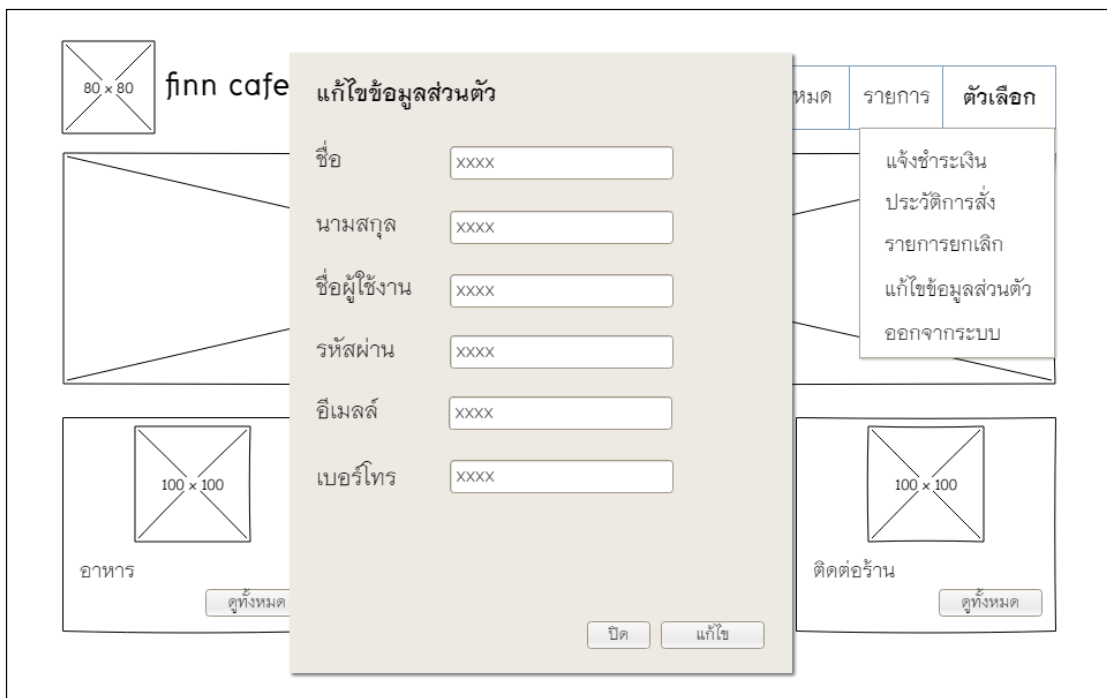 80 x 80
finn cafe
หมด
รายการ
ตัวเลือก
แจ้งชำระเงิน
ประวัติการสั่ง
รายการยกเลิก
แก้ไขข้อมูลส่วนตัว
ออกจากระบบ
แก้ไขข้อมูลส่วนตัว
ชื่อ xxxx
นามสกุล xxxx
ชื่อผู้ใช้งาน xxxx
รหัสผ่าน xxxx
อีเมลล์ xxxx
เบอร์โทร xxxx
ปิด แก้ไข
100 x 100
อาหาร
ดูทั้งหมด
100 x 100
ติดต่อร้าน
ดูทั้งหมด